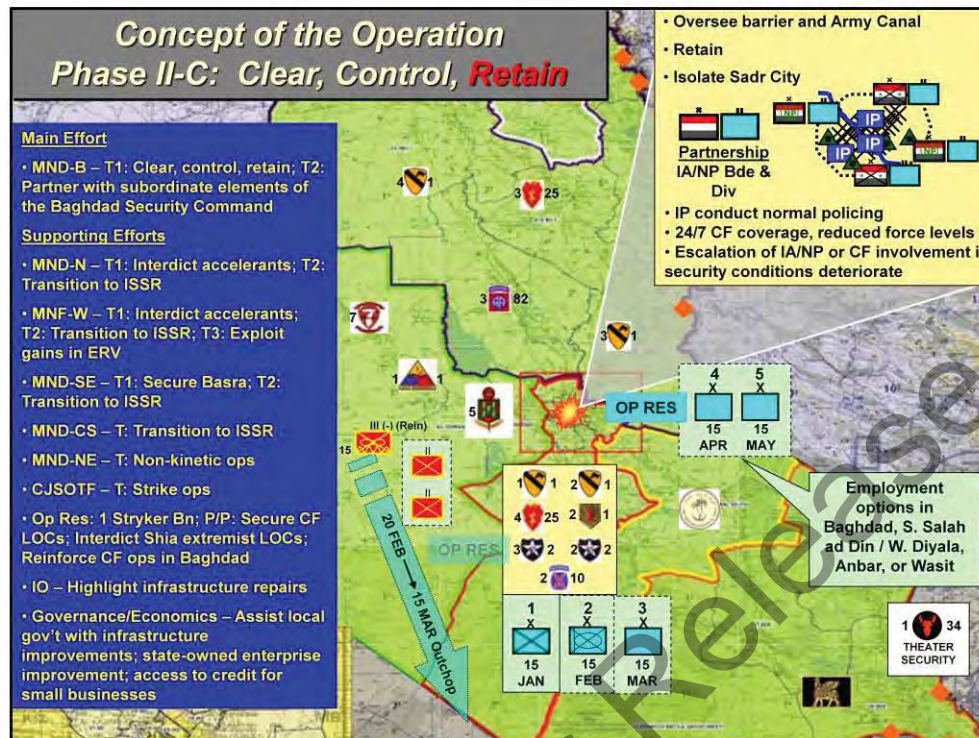 Concept of the Operation
Phase II-C: Clear, Control, Retain
Main Effort
• MND-B – T1: Clear, control, retain; T2:
Partner with subordinate elements of
the Baghdad Security Command
Supporting Efforts
• MND-N – T1: Interdict accelerants; T2:
Transition to ISSR
• MNF-W – T1: Interdict accelerants;
T2: Transition to ISSR; T3: Exploit
gains in ERV
• MND-SE – T1: Secure Basra; T2:
Transition to ISSR
• MND-CS – T: Transition to ISSR
• MND-NE – T: Non-kinetic ops
• CJSOTF – T: Strike ops
• Op Res: 1 Stryker Bn; P/P: Secure CF
LOCs; Interdict Shia extremist LOCs;
Reinforce CF ops in Baghdad
• IO – Highlight infrastructure repairs
• Governance/Economics – Assist local
gov't with infrastructure
improvements; state-owned enterprise
improvement; access to credit for
small businesses
• Oversee barrier and Army Canal
• Retain
• Isolate Sadr City
x
II
Partnership
IA/NP Bde &
Div
x
II
NP
IP
IP
IP
NP
• IP conduct normal policing
• 24/7 CF coverage, reduced force levels
• Escalation of IA/NP or CF involvement i
security conditions deteriorate
4 1
3 25
3 82
7
3 1
1 1
5
III (-) (Rein)
15
II
II
20 FEB
15 MAR Outchop
OP RES
OP RES
4 5
X X
15 15
APR MAY
Employment
options in
Baghdad, S. Salah
ad Din / W. Diyala,
Anbar, or Wasit
1 1 2 1
4 25 2 1
3 2 2 2
2 10
1 2 3
X X X
15 15 15
JAN FEB MAR
1 34
THEATER
SECURITY
Release